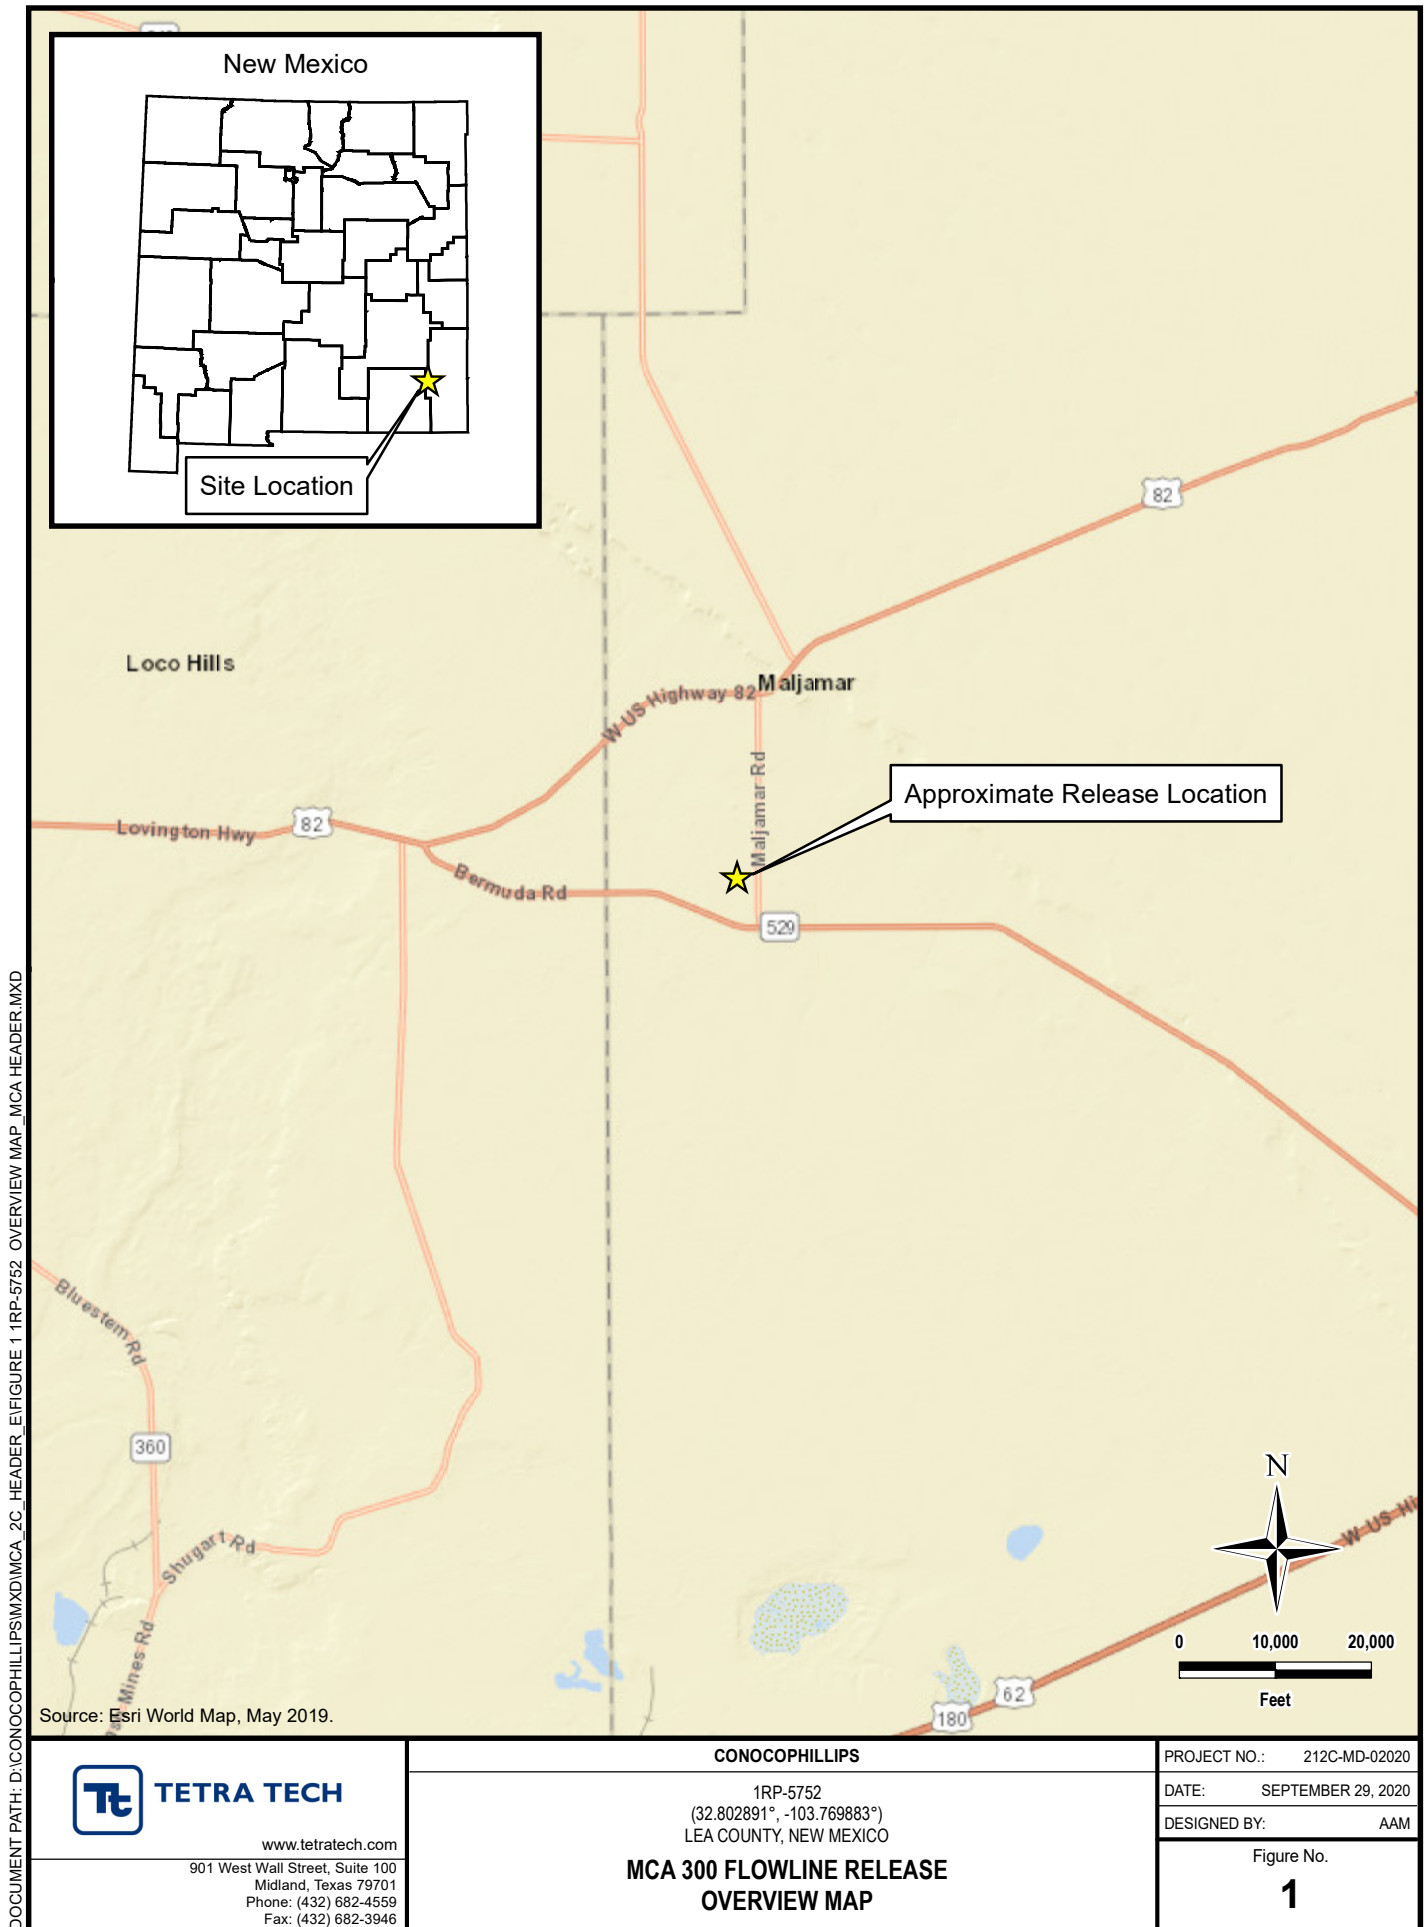 New Mexico
Site Location
82
Loco Hills
Maljamar
W US Highway 82
Maljamar Rd
Approximate Release Location
Lovington Hwy
82
Bermuda Rd
529
Bluestem Rd
360
Shugart Rd
Mines Rd
N
W US Hi
0 10,000 20,000
Feet
62
180
Source: Esri World Map, May 2019.
DOCUMENT PATH: D:\CONOCOPHILLIPS\MXD\MCA_2C_HEADER_E\FIGURE 1 1RP-5752 OVERVIEW MAP_MCA HEADER.MXD
Tt TETRA TECH
www.tetratech.com
901 West Wall Street, Suite 100
Midland, Texas 79701
Phone: (432) 682-4559
Fax: (432) 682-3946
CONOCOPHILLIPS
1RP-5752
(32.802891°, -103.769883°)
LEA COUNTY, NEW MEXICO
MCA 300 FLOWLINE RELEASE
OVERVIEW MAP
PROJECT NO.: 212C-MD-02020
DATE: SEPTEMBER 29, 2020
DESIGNED BY: AAM
Figure No.
1